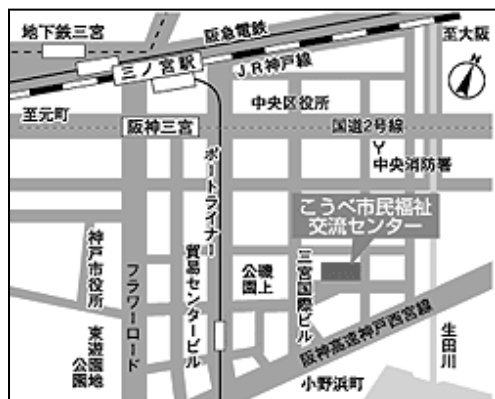 地下鉄三宮
阪急電鉄
至大阪
三ノ宮駅
JR神戸線
至元町
中央区役所
阪神三宮
国道2号線
中央消防署
ポートライナー
こうべ市民福祉
交流センター
神戸市役所
フラワーロード
貿易センタービル
磯上
公園
三宮国際ビル
阪神高速神戸西宮線
生田川
東遊園地
公園
小野浜町